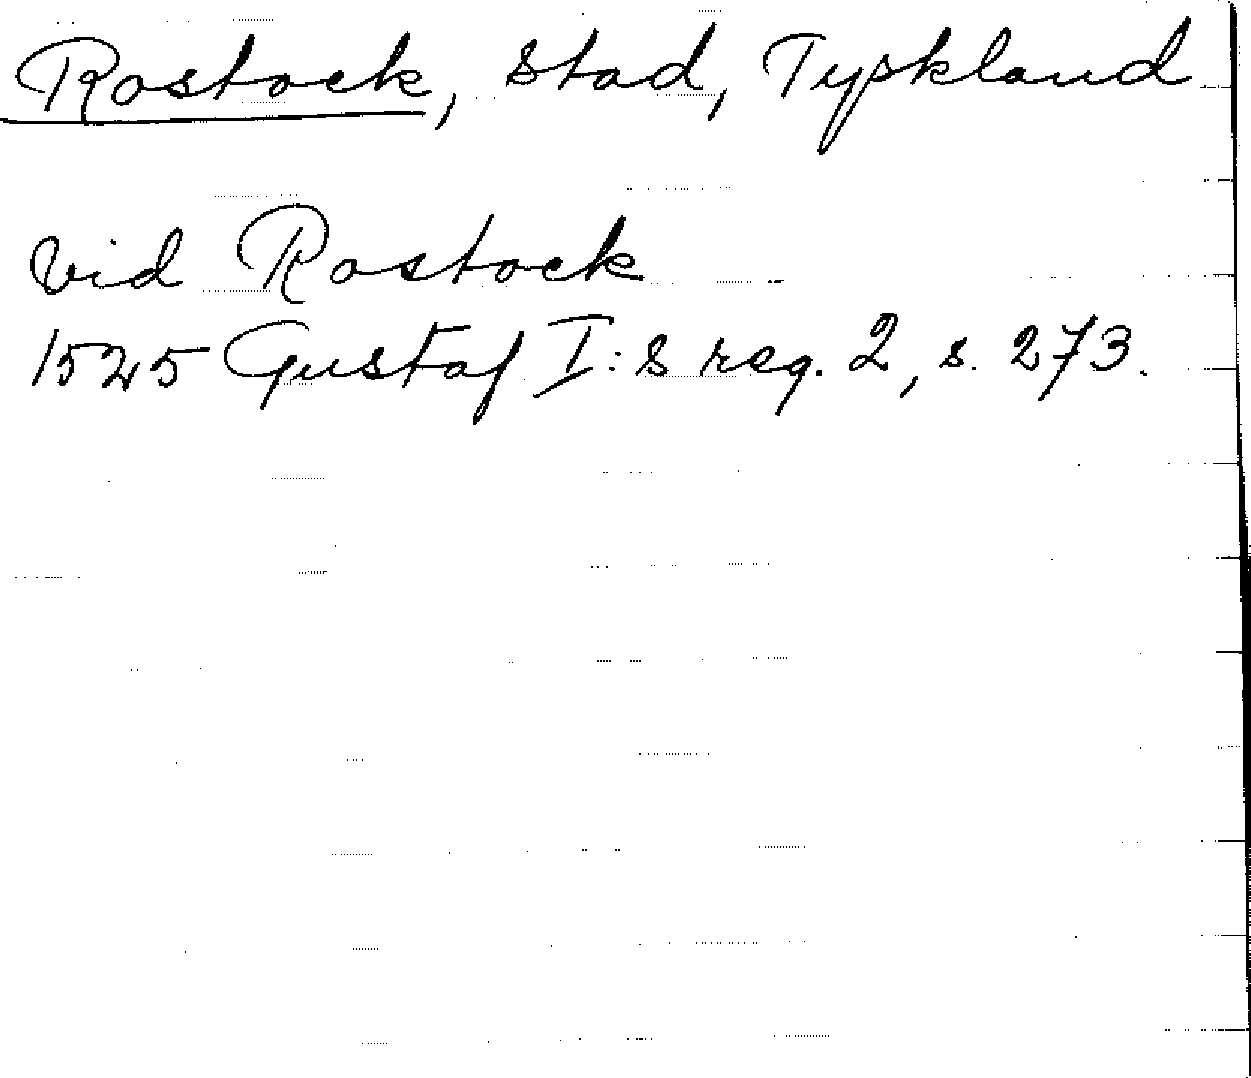 Rostock, stad, Tyskland
vid Rostock
1525 Gustaf I:s reg. 2, s. 273.